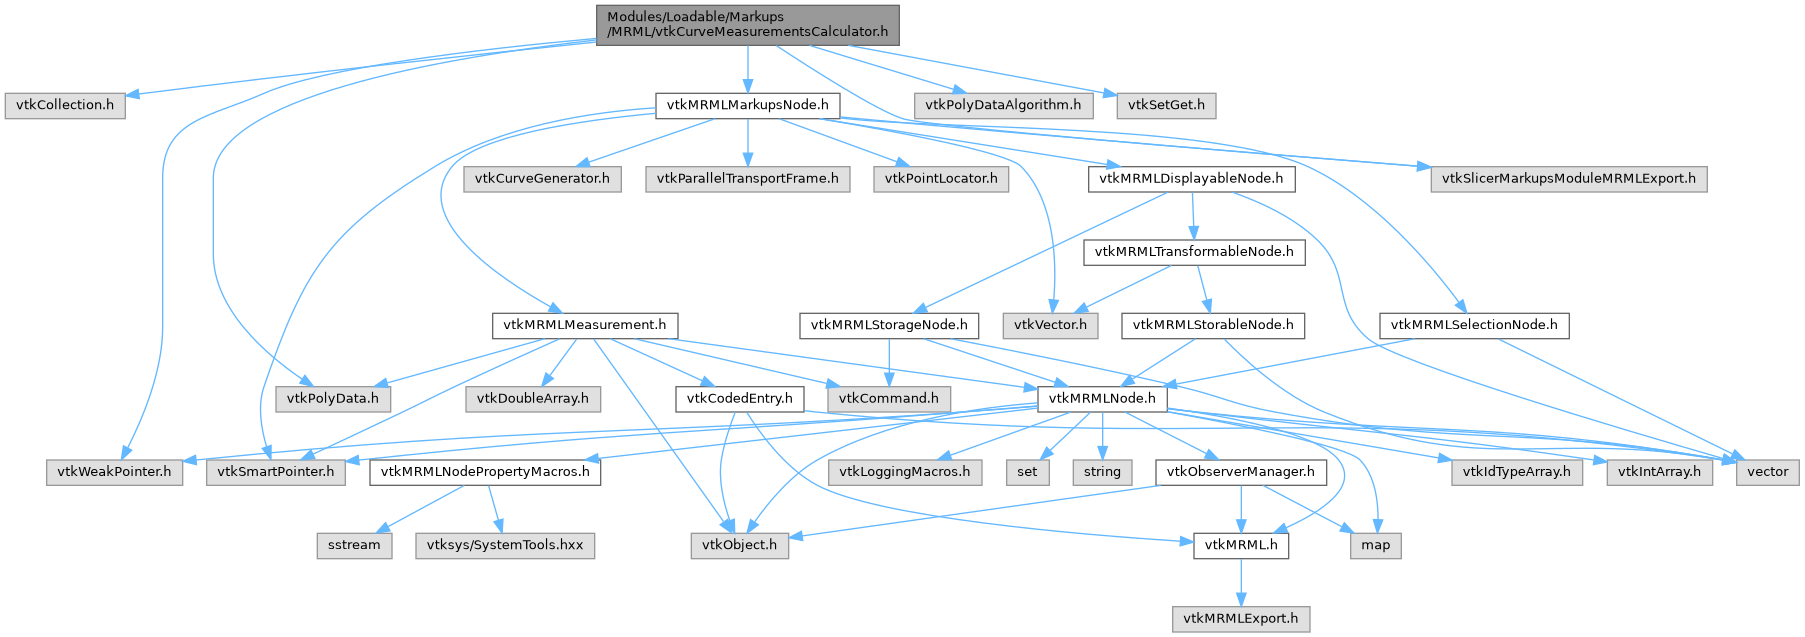 Modules/Loadable/Markups
/MRML/vtkCurveMeasurementsCalculator.h
vtkCollection.h
vtkMRMLMarkupsNode.h
vtkPolyDataAlgorithm.h
vtkSetGet.h
vtkCurveGenerator.h
vtkParallelTransportFrame.h
vtkPointLocator.h
vtkMRMLDisplayableNode.h
vtkSlicerMarkupsModuleMRMLExport.h
vtkMRMLTransformableNode.h
vtkMRMLMeasurement.h
vtkMRMLStorageNode.h
vtkVector.h
vtkMRMLStorableNode.h
vtkMRMLSelectionNode.h
vtkPolyData.h
vtkDoubleArray.h
vtkCodedEntry.h
vtkCommand.h
vtkMRMLNode.h
vtkWeakPointer.h
vtkSmartPointer.h
vtkMRMLNodePropertyMacros.h
vtkLoggingMacros.h
set
string
vtkObserverManager.h
vtkIdTypeArray.h
vtkIntArray.h
vector
sstream
vtksys/SystemTools.hxx
vtkObject.h
vtkMRML.h
map
vtkMRMLExport.h